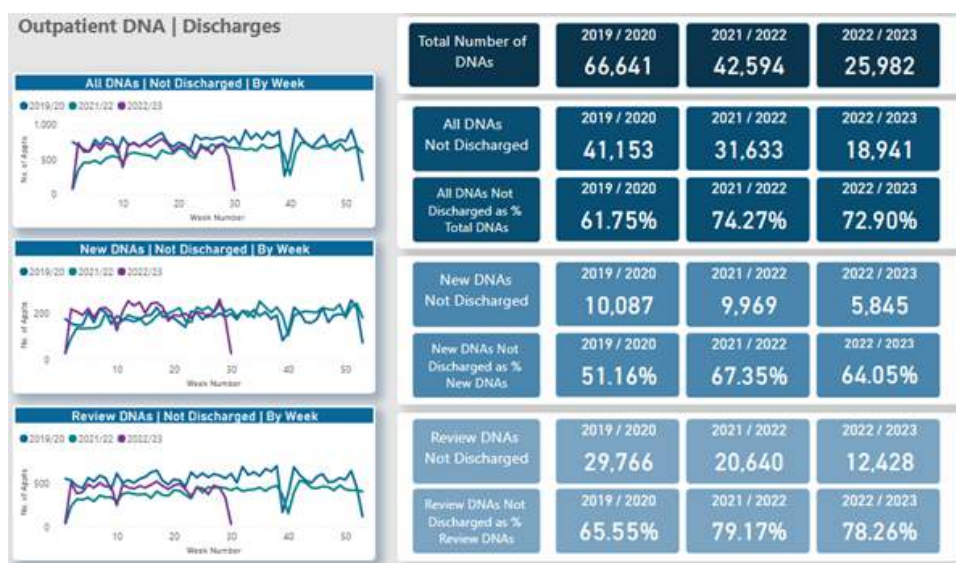 Outpatient DNA | Discharges
All DNAs | Not Discharged | By Week
2019/20 2021/22 2022/23
1,000
500
0
No. of Appts
10 20 30 40 50
Week Number
New DNAs | Not Discharged | By Week
2019/20 2021/22 2022/23
200
0
No. of Appts
10 20 30 40 50
Week Number
Review DNAs | Not Discharged | By Week
2019/20 2021/22 2022/23
500
0
No. of Appts
10 20 30 40 50
Week Number
Total Number of
DNAs
2019 / 2020 2021 / 2022 2022 / 2023
66,641 42,594 25,982
All DNAs
Not Discharged
2019 / 2020 2021 / 2022 2022 / 2023
41,153 31,633 18,941
All DNAs Not
Discharged as %
Total DNAs
2019 / 2020 2021 / 2022 2022 / 2023
61.75% 74.27% 72.90%
New DNAs
Not Discharged
2019 / 2020 2021 / 2022 2022 / 2023
10,087 9,969 5,845
New DNAs Not
Discharged as %
New DNAs
2019 / 2020 2021 / 2022 2022 / 2023
51.16% 67.35% 64.05%
Review DNAs
Not Discharged
2019 / 2020 2021 / 2022 2022 / 2023
29,766 20,640 12,428
Review DNAs Not
Discharged as %
Review DNAs
2019 / 2020 2021 / 2022 2022 / 2023
65.55% 79.17% 78.26%